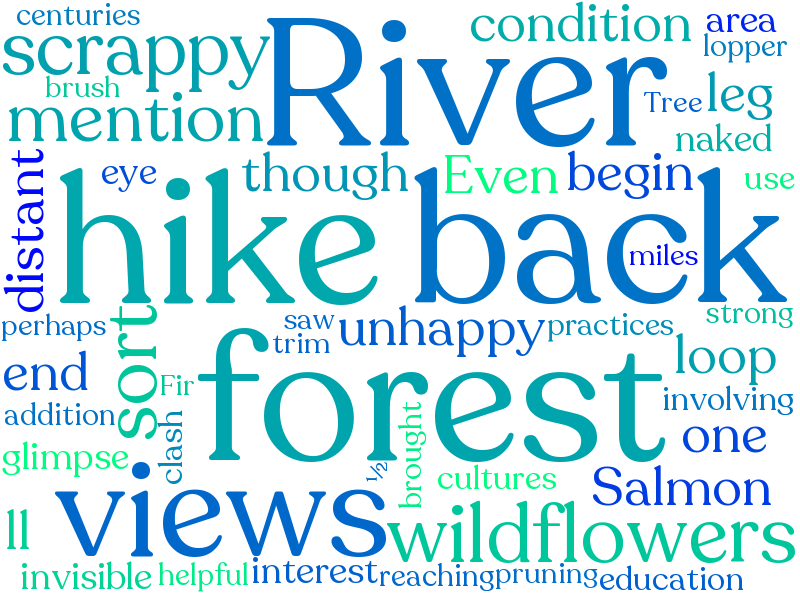 centuries
scrappy
River
condition
area
lopper
brush
mention
Tree
leg
naked
distant
eye
though
Even
begin
use
hike
back
miles
perhaps
sort
saw
trim
unhappy
practices
strong
end
Fir
forest
loop
addition
clash
involving
glimpse
brought
one
½
cultures
views
Salmon
ll
wildflowers
invisible
helpful
interest
reaching
pruning
education